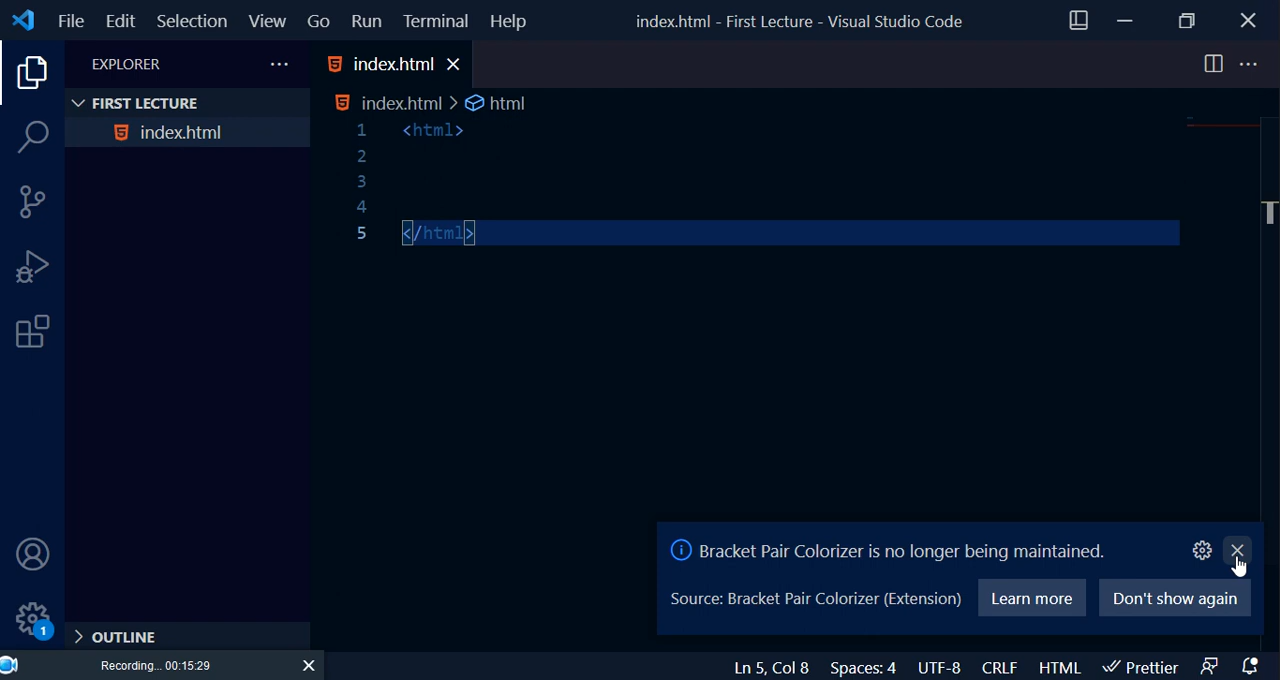 File Edit Selection View Go Run Terminal Help index.html - First Lecture - Visual Studio Code
EXPLORER
index.html
FIRST LECTURE
index.html > html
index.html
1 <html>
2
3
4
5 </html>
Bracket Pair Colorizer is no longer being maintained.
Source: Bracket Pair Colorizer (Extension) Learn more Don't show again
1
OUTLINE
Recording... 00:15:29
Ln 5, Col 8 Spaces: 4 UTF-8 CRLF HTML Prettier